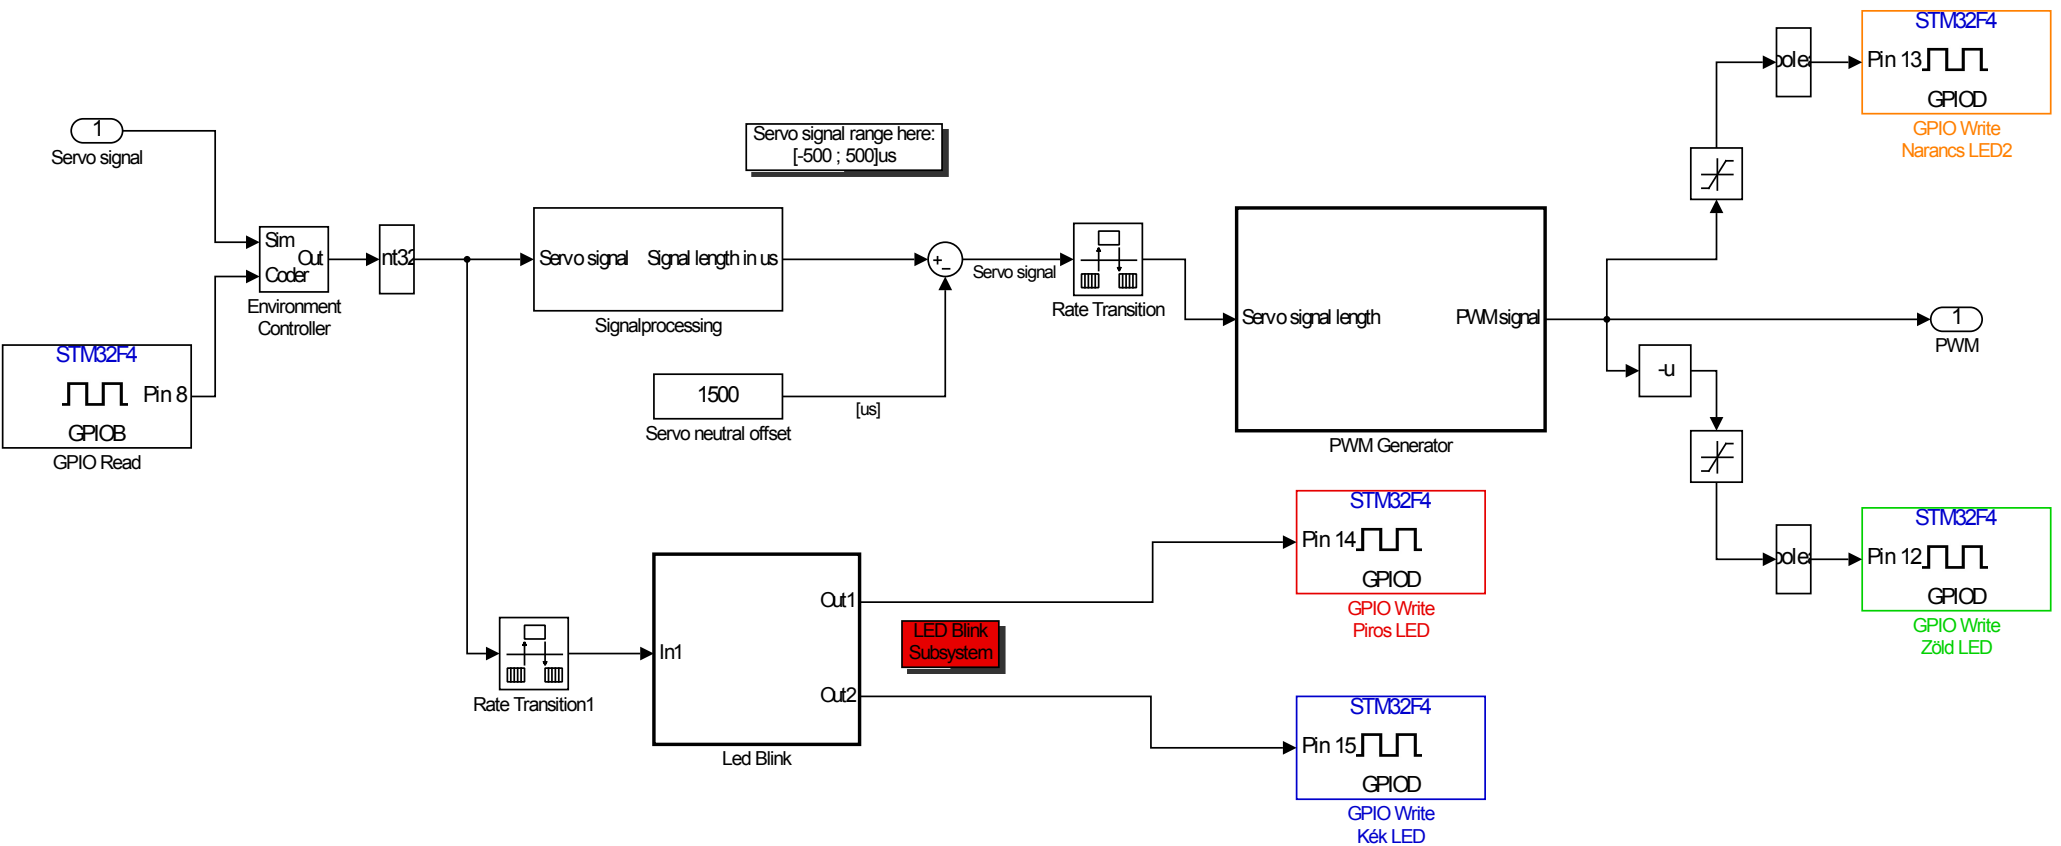 1
Servo signal
Sim
Coder
Out
Environment
Controller
STM32F4
Pin 8
GPIOB
GPIO Read
nt32
Servo signal range here:
[-500 ; 500]us
Servo signal
Signal length in us
Signalprocessing
1500
Servo neutral offset
[us]
+
−
Servo signal
Rate Transition
Servo signal length
PWM signal
PWM Generator
1
PWM
-u
oolea
STM32F4
Pin 13
GPIOD
GPIO Write
Narancs LED2
oolea
STM32F4
Pin 12
GPIOD
GPIO Write
Zöld LED
Rate Transition1
In1
Out1
Out2
Led Blink
LED Blink
Subsystem
STM32F4
Pin 14
GPIOD
GPIO Write
Piros LED
STM32F4
Pin 15
GPIOD
GPIO Write
Kék LED